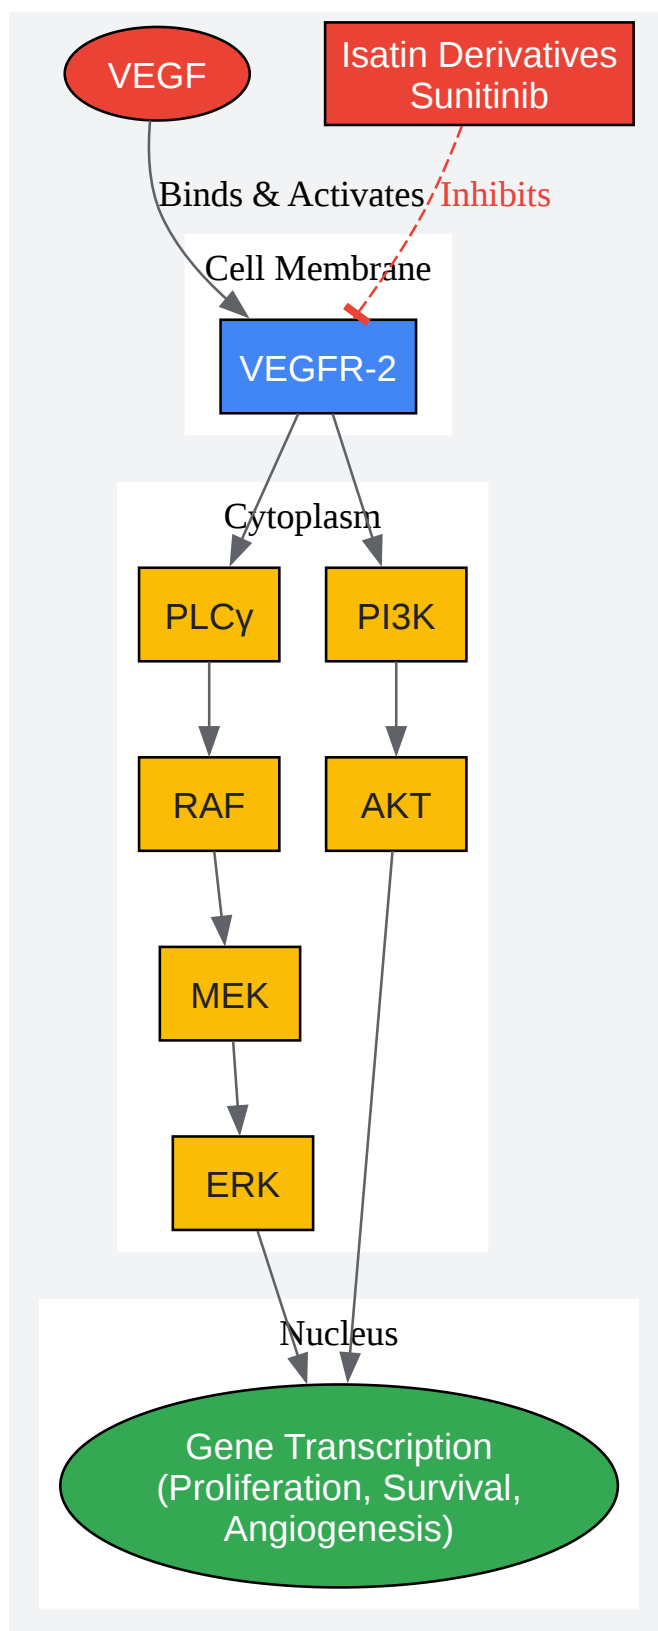 VEGF
Isatin Derivatives
Sunitinib
Binds & Activates
Inhibits
Cell Membrane
VEGFR-2
Cytoplasm
PLCγ
PI3K
RAF
AKT
MEK
ERK
Nucleus
Gene Transcription
(Proliferation, Survival,
Angiogenesis)